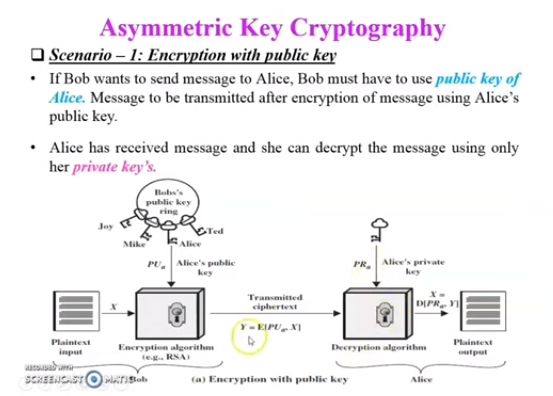 Asymmetric Key Cryptography
Scenario – 1: Encryption with public key
• If Bob wants to send message to Alice, Bob must have to use public key of
Alice. Message to be transmitted after encryption of message using Alice's
public key.
• Alice has received message and she can decrypt the message using only
her private key's.
Bobs's
public key
ring
Joy
Ted
Mike
Alice
PUa
Alice's public
key
PRa
Alice's private
key
X
Transmitted
ciphertext
X =
D[PRa, Y]
Y = E[PUa, X]
Plaintext
input
Encryption algorithm
(e.g., RSA)
Decryption algorithm
Plaintext
output
Bob
(a) Encryption with public key
Alice
RECORDED WITH
SCREENCAST MATIC